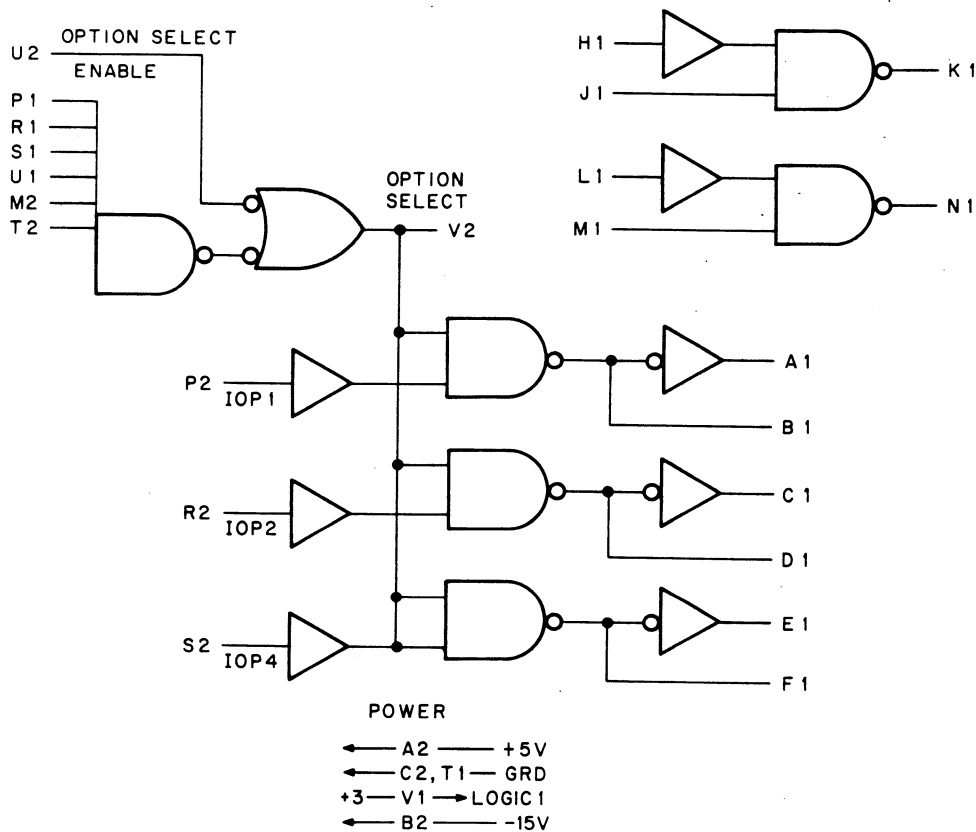 OPTION SELECT
U2
ENABLE
P1
R1
S1
U1
M2
T2
OPTION
SELECT
V2
H1
J1
K1
L1
M1
N1
P2
IOP1
A1
B1
R2
IOP2
C1
D1
S2
IOP4
E1
F1
POWER
A2 +5V
C2, T1 GRD
+3 V1 LOGIC1
B2 -15V